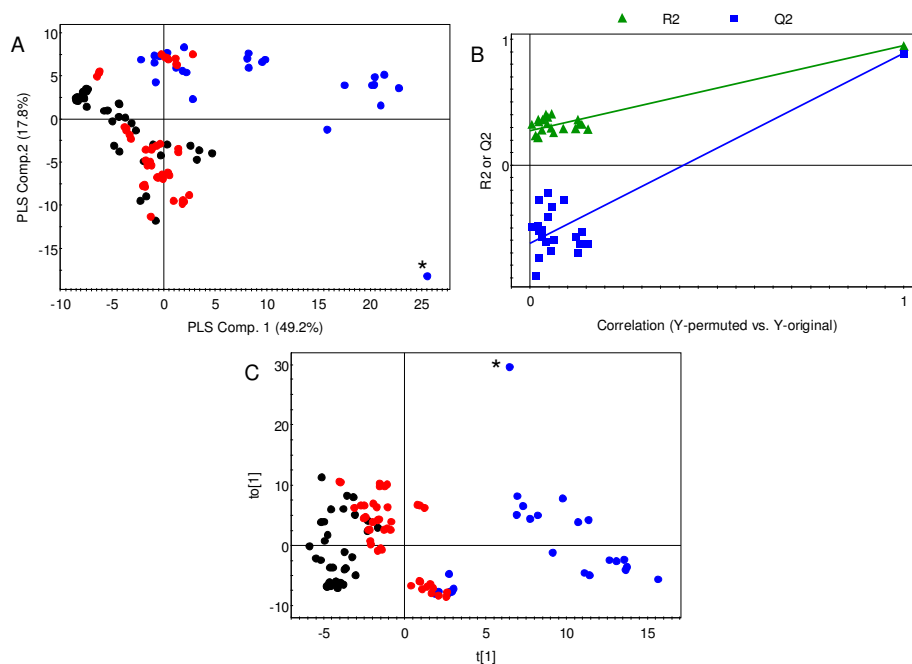 A
10
5
0
-5
-10
-15
-10
-5
0
5
10
15
20
25
PLS Comp.2 (17.8%)
PLS Comp. 1 (49.2%)
*
R2
Q2
B
1
0
-1
0
1
R2 or Q2
Correlation (Y-permuted vs. Y-original)
C
30
20
10
0
-10
-5
0
5
10
15
to[1]
t[1]
*